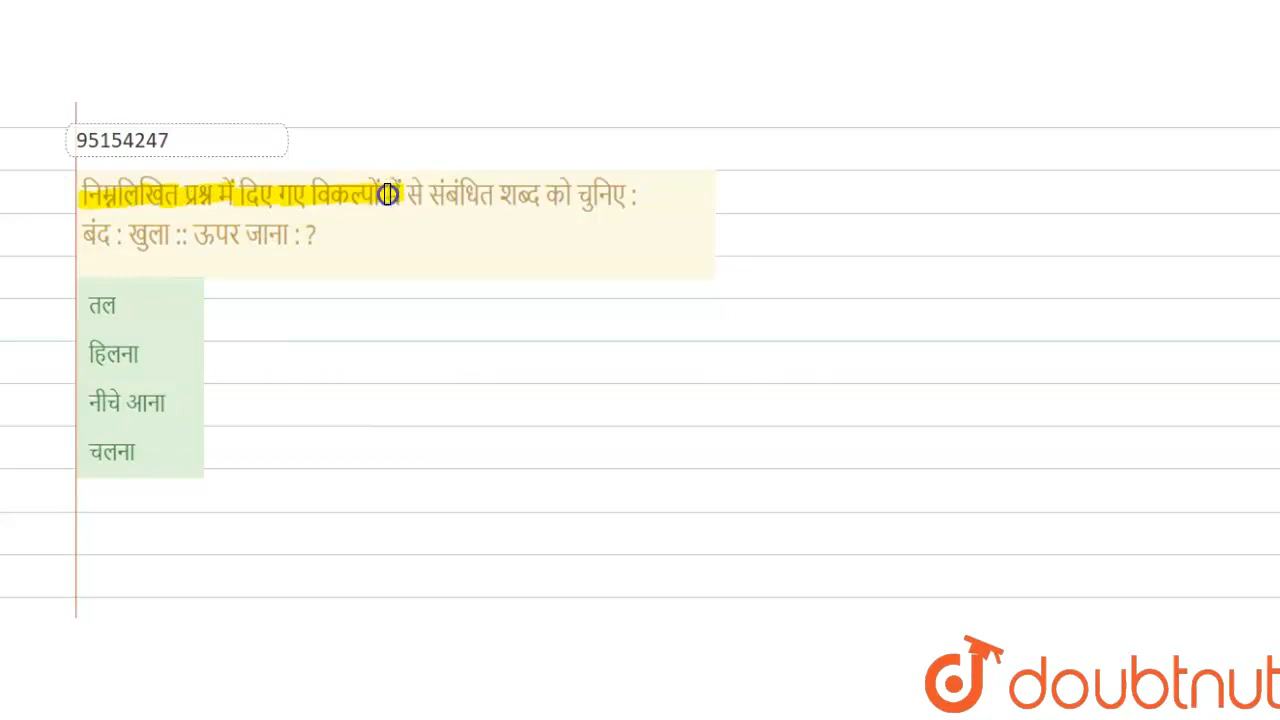 95154247
निम्नलिखित प्रश्न में दिए गए विकल्पों में से संबंधित शब्द को चुनिए :
बंद : खुला :: ऊपर जाना : ?
तल
हिलना
नीचे आना
चलना
doubtnut